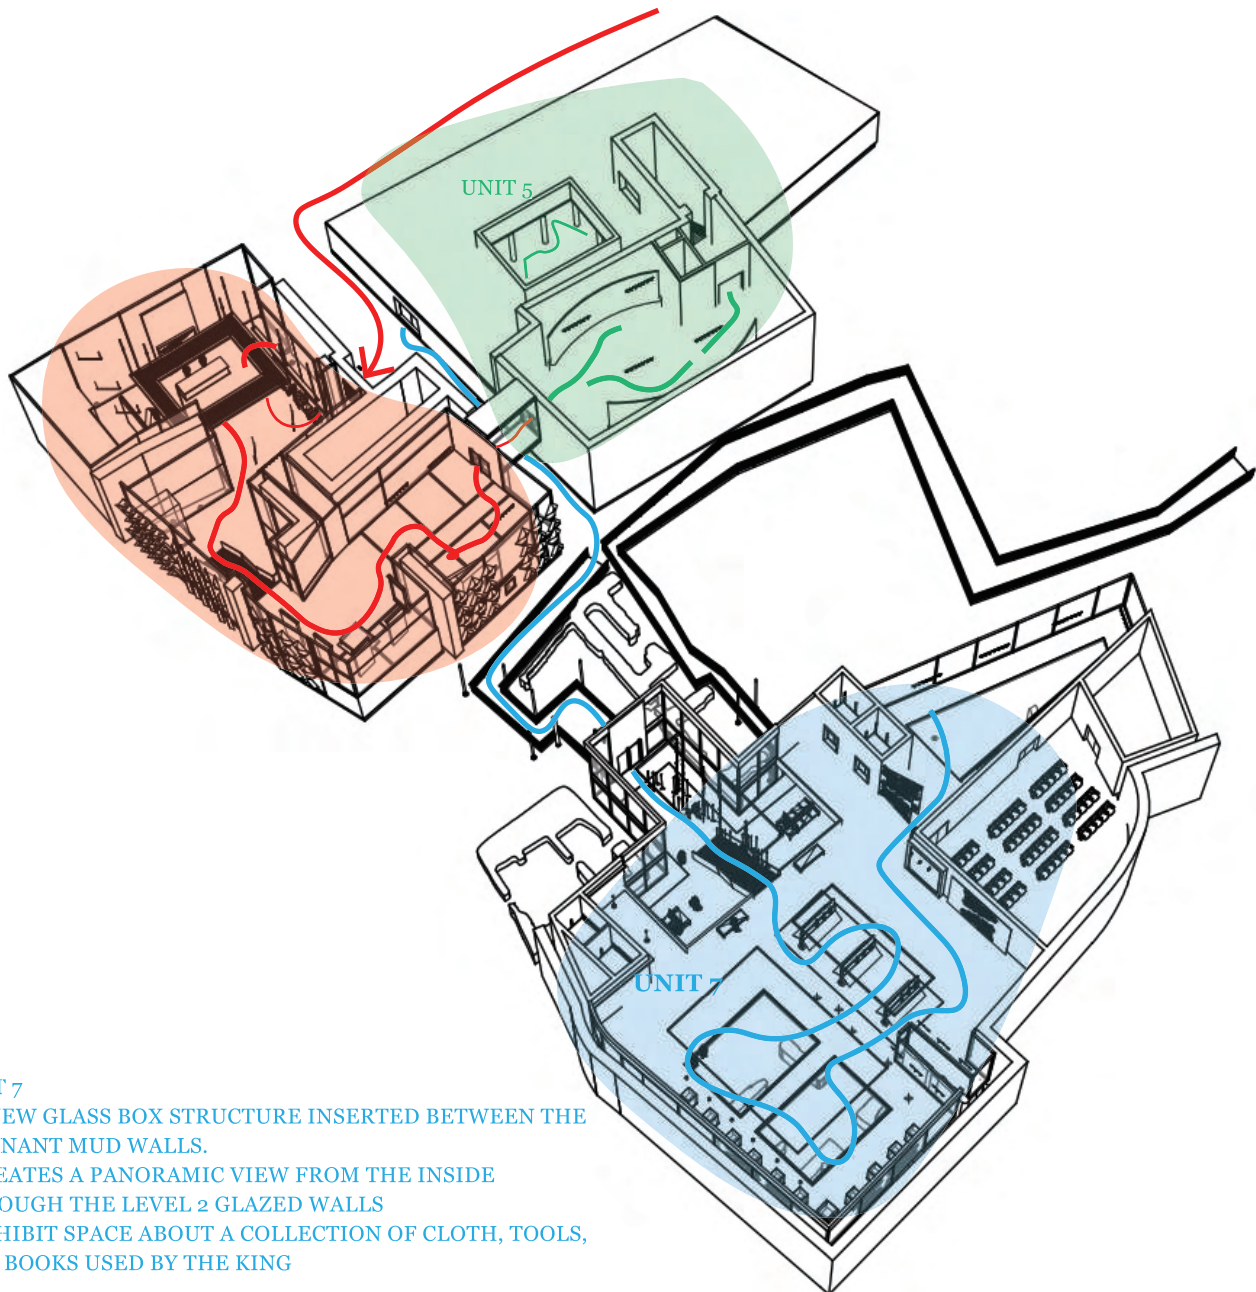 UNIT 5
UNIT 7
T 7
EW GLASS BOX STRUCTURE INSERTED BETWEEN THE
NANT MUD WALLS.
EATES A PANORAMIC VIEW FROM THE INSIDE
OUGH THE LEVEL 2 GLAZED WALLS
HIBIT SPACE ABOUT A COLLECTION OF CLOTH, TOOLS,
BOOKS USED BY THE KING